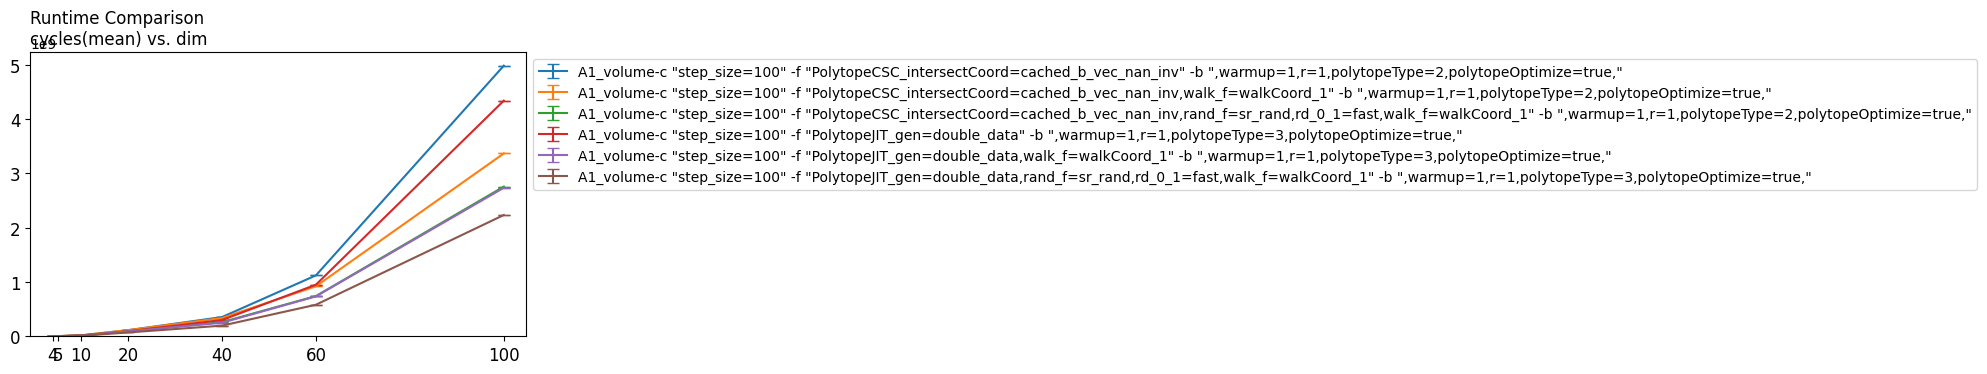 Runtime Comparison
cycles(mean) vs. dim
1e9
5
4
3
2
1
0
4 5 10 20 40 60 100
A1_volume-c "step_size=100" -f "PolytopeCSC_intersectCoord=cached_b_vec_nan_inv" -b ",warmup=1,r=1,polytopeType=2,polytopeOptimize=true,"
A1_volume-c "step_size=100" -f "PolytopeCSC_intersectCoord=cached_b_vec_nan_inv,walk_f=walkCoord_1" -b ",warmup=1,r=1,polytopeType=2,polytopeOptimize=true,"
A1_volume-c "step_size=100" -f "PolytopeCSC_intersectCoord=cached_b_vec_nan_inv,rand_f=sr_rand,rd_0_1=fast,walk_f=walkCoord_1" -b ",warmup=1,r=1,polytopeType=2,polytopeOptimize=true,"
A1_volume-c "step_size=100" -f "PolytopeJIT_gen=double_data" -b ",warmup=1,r=1,polytopeType=3,polytopeOptimize=true,"
A1_volume-c "step_size=100" -f "PolytopeJIT_gen=double_data,walk_f=walkCoord_1" -b ",warmup=1,r=1,polytopeType=3,polytopeOptimize=true,"
A1_volume-c "step_size=100" -f "PolytopeJIT_gen=double_data,rand_f=sr_rand,rd_0_1=fast,walk_f=walkCoord_1" -b ",warmup=1,r=1,polytopeType=3,polytopeOptimize=true,"